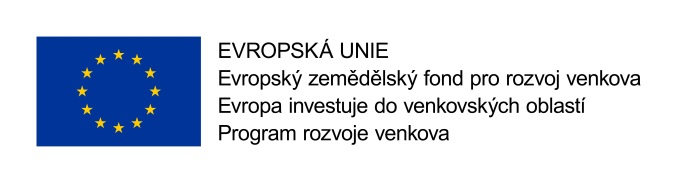 EVROPSKÁ UNIE
Evropský zemědělský fond pro rozvoj venkova
Evropa investuje do venkovských oblastí
Program rozvoje venkova